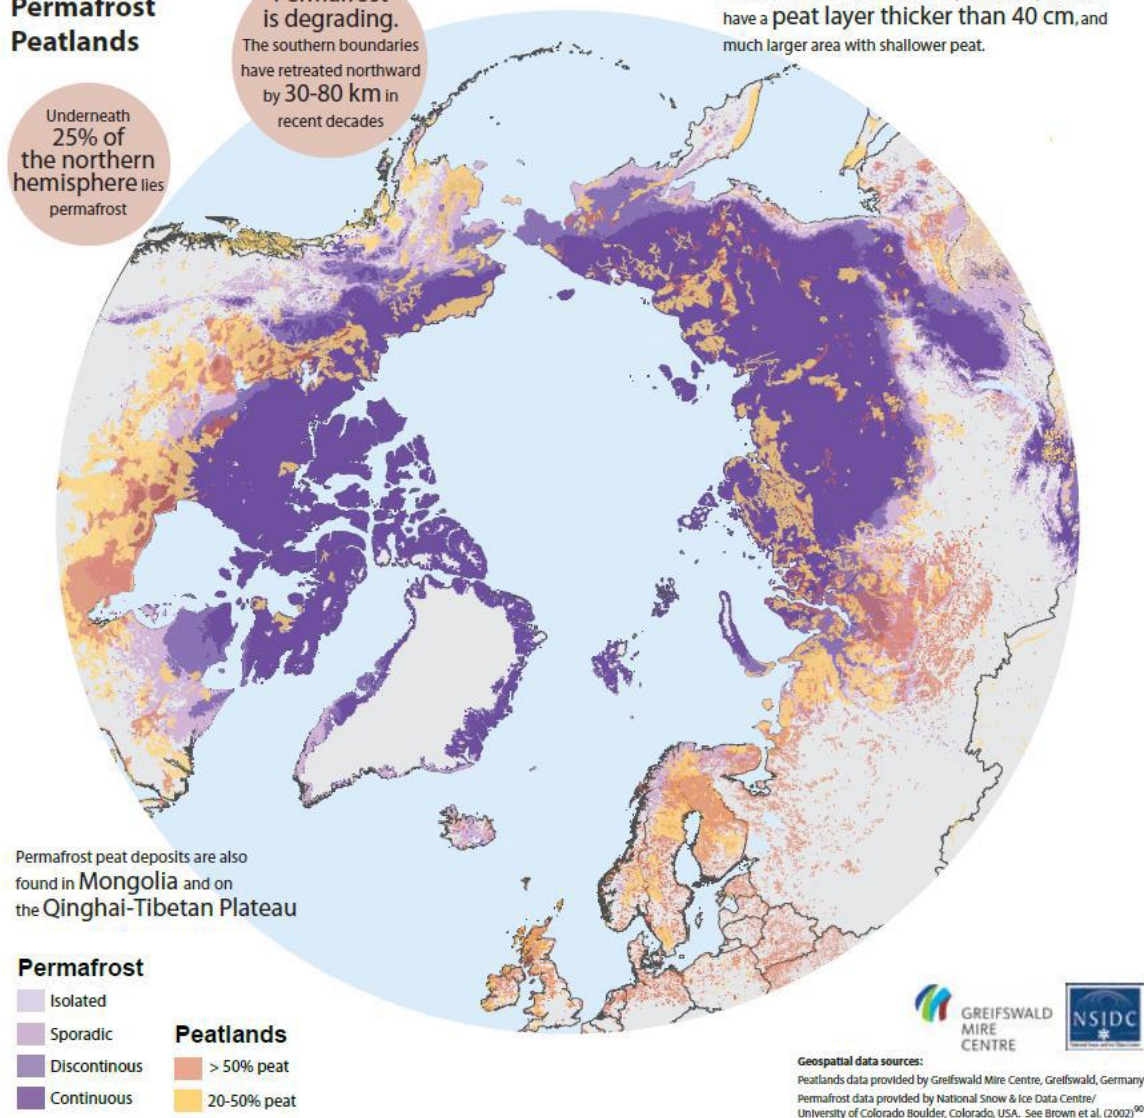 Permafrost
Peatlands
is degrading.
The southern boundaries
have retreated northward
by 30-80 km in
recent decades
have a peat layer thicker than 40 cm, and
much larger area with shallower peat.
Underneath
25% of
the northern
hemisphere lies
permafrost
Permafrost peat deposits are also
found in Mongolia and on
the Qinghai-Tibetan Plateau
Permafrost
Isolated
Sporadic
Discontinous
Continuous
Peatlands
> 50% peat
20-50% peat
GREIFSWALD
MIRE
CENTRE
NSIDC
Geospatial data sources:
Peatlands data provided by Greifswald Mire Centre, Greifswald, Germany
Permafrost data provided by National Snow & Ice Data Centre/
University of Colorado Boulder, Colorado, USA. See Brown et al. (2002)